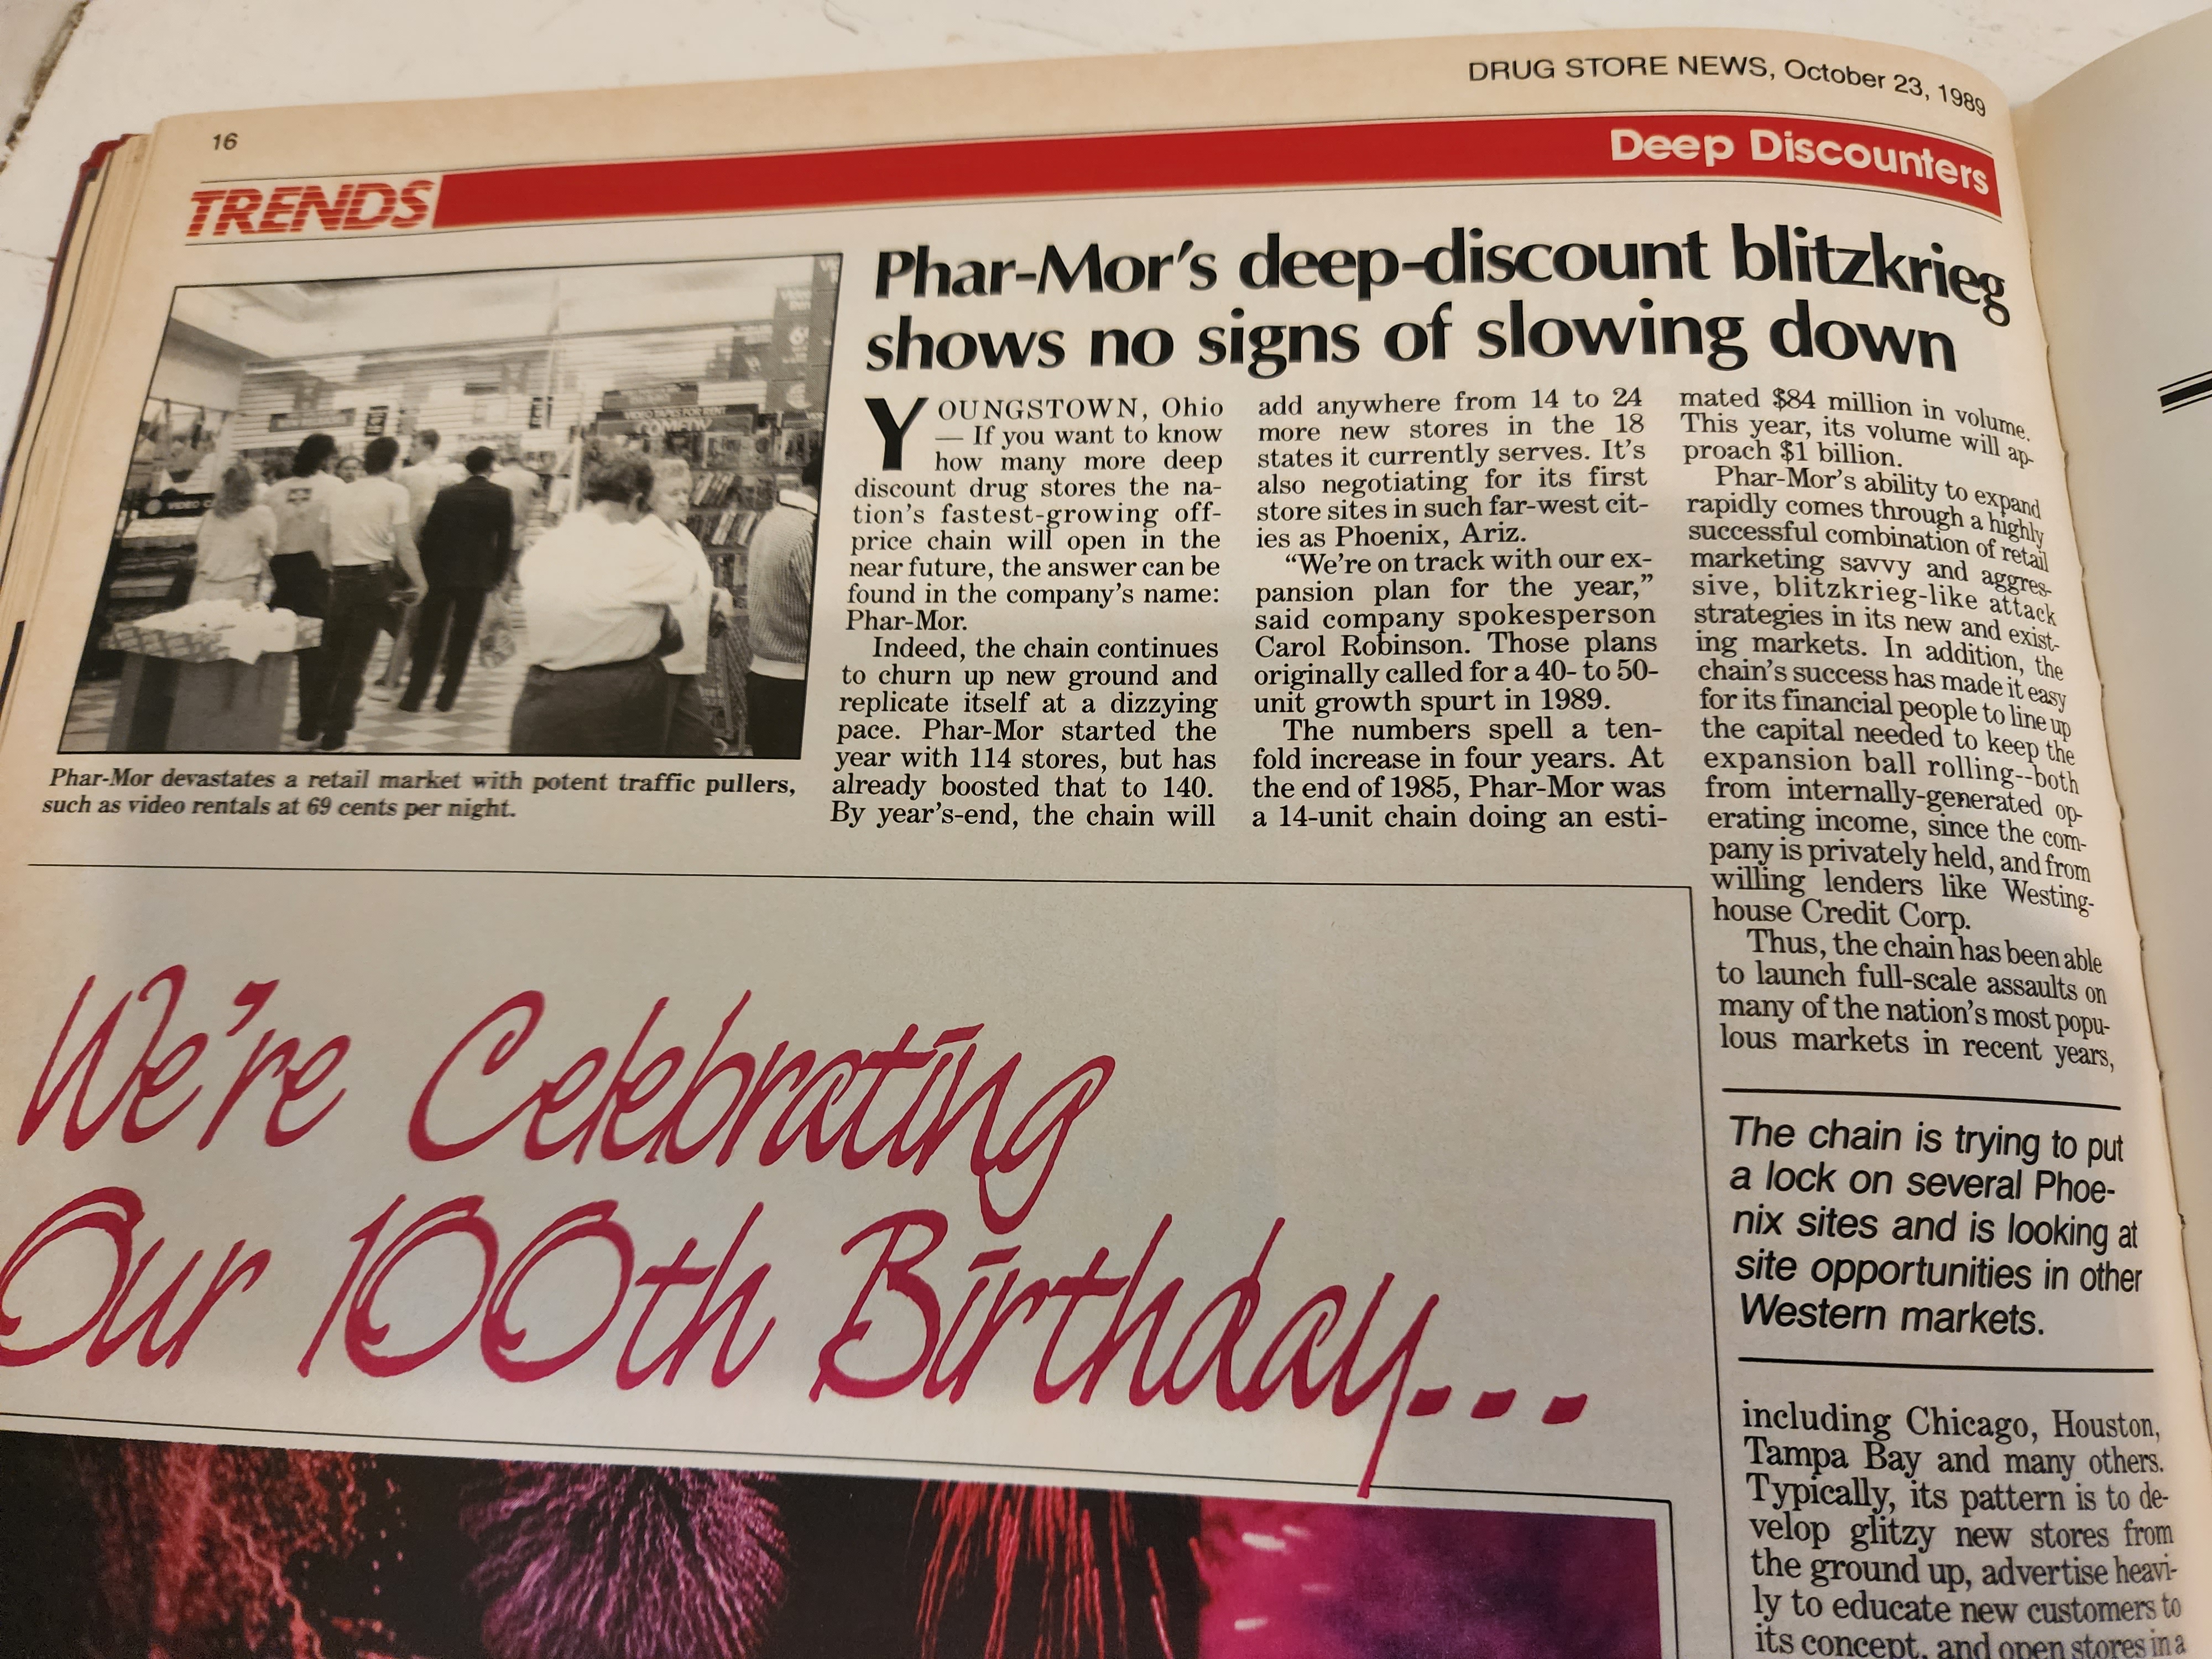 DRUG STORE NEWS, October 23, 1989
16
Deep Discounters
TRENDS
Phar-Mor's deep-discount blitzkrieg
shows no signs of slowing down
VIDEO TAPES FOR RENT
COMPANY
Phar-Mor devastates a retail market with potent traffic pullers,
such as video rentals at 69 cents per night.
YOUNGSTOWN, Ohio
— If you want to know
how many more deep
discount drug stores the na-
tion's fastest-growing off-
price chain will open in the
near future, the answer can be
found in the company's name:
Phar-Mor.
Indeed, the chain continues
to churn up new ground and
replicate itself at a dizzying
pace. Phar-Mor started the
year with 114 stores, but has
already boosted that to 140.
By year's-end, the chain will
add anywhere from 14 to 24
more new stores in the 18
states it currently serves. It's
also negotiating for its first
store sites in such far-west cit-
ies as Phoenix, Ariz.
"We're on track with our ex-
pansion plan for the year,"
said company spokesperson
Carol Robinson. Those plans
originally called for a 40- to 50-
unit growth spurt in 1989.
The numbers spell a ten-
fold increase in four years. At
the end of 1985, Phar-Mor was
a 14-unit chain doing an esti-
mated $84 million in volume.
This year, its volume will ap-
proach $1 billion.
Phar-Mor's ability to expand
rapidly comes through a highly
successful combination of retail
marketing savvy and aggres-
sive, blitzkrieg-like attack
strategies in its new and exist-
ing markets. In addition, the
chain's success has made it easy
for its financial people to line up
the capital needed to keep the
expansion ball rolling--both
from internally-generated op-
erating income, since the com-
pany is privately held, and from
willing lenders like Westing-
house Credit Corp.
Thus, the chain has been able
to launch full-scale assaults on
many of the nation's most popu-
lous markets in recent years,
The chain is trying to put
a lock on several Phoe-
nix sites and is looking at
site opportunities in other
Western markets.
including Chicago, Houston,
Tampa Bay and many others.
Typically, its pattern is to de-
velop glitzy new stores from
the ground up, advertise heavi-
ly to educate new customers to
its concept, and open stores in a
We're Celebrating
Our 100th Birthday...